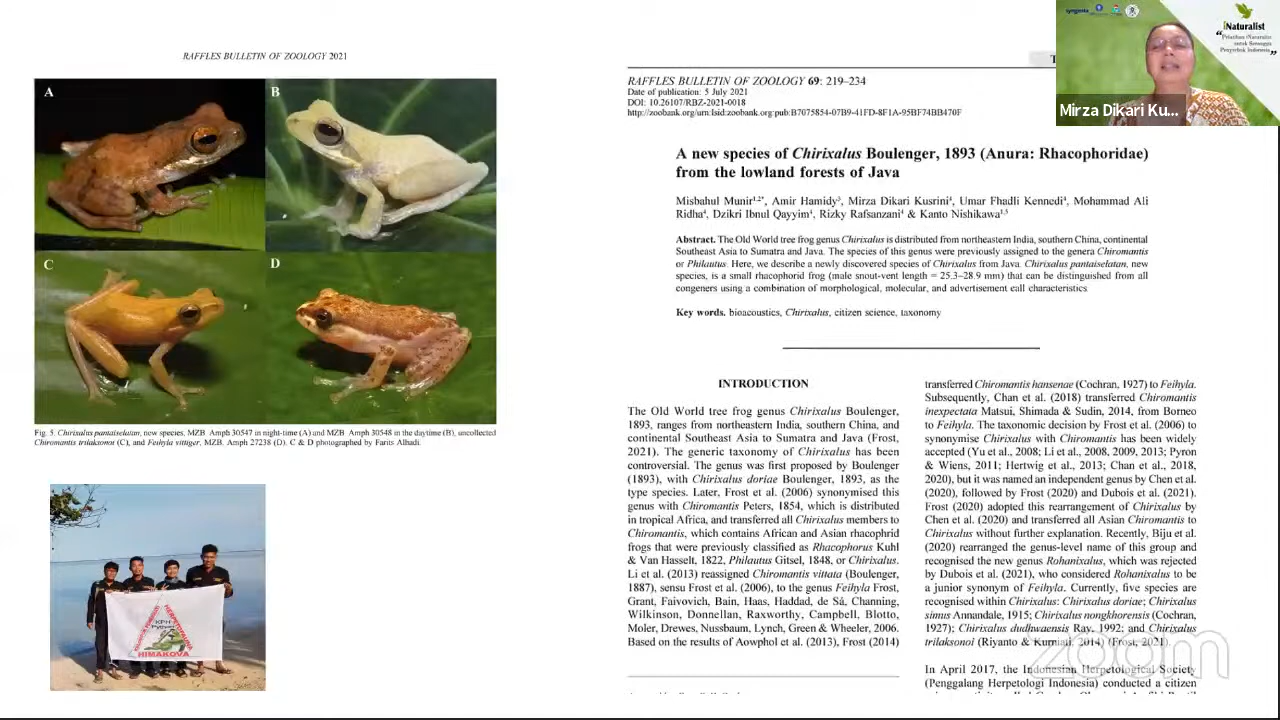 RAFFLES BULLETIN OF ZOOLOGY 2021
A
B
C
D
Fig. 5. Chirixalus pantaiselatan, new species, MZB Amph 30547 in night-time (A) and MZB Amph 30548 in the daytime (B), uncollected
Chiromantis trilaksonoi (C), and Feihyla vittiger, MZB. Amph 27238 (D). C & D photographed by Farits Alhadi.
HIMAKOVA
RAFFLES BULLETIN OF ZOOLOGY 69: 219–234
Date of publication: 5 July 2021
DOI: 10.26107/RBZ-2021-0018
http://zoobank.org/urn:lsid:zoobank.org:pub:B7075854-07B9-41FD-8F1A-95BF74BB470F
A new species of Chirixalus Boulenger, 1893 (Anura: Rhacophoridae)
from the lowland forests of Java
Misbahul Munir¹,²*, Amir Hamidy³, Mirza Dikari Kusrini⁴, Umar Fhadli Kennedi⁴, Mohammad Ali
Ridha⁴, Dzikri Ibnul Qayyim⁴, Rizky Rafsanzani⁴ & Kanto Nishikawa¹,⁵
Abstract. The Old World tree frog genus Chirixalus is distributed from northeastern India, southern China, continental
Southeast Asia to Sumatra and Java. The species of this genus were previously assigned to the genera Chiromantis
or Philautus. Here, we describe a newly discovered species of Chirixalus from Java. Chirixalus pantaiselatan, new
species, is a small rhacophorid frog (male snout-vent length = 25.3–28.9 mm) that can be distinguished from all
congeners using a combination of morphological, molecular, and advertisement call characteristics
Key words. bioacoustics, Chirixalus, citizen science, taxonomy
INTRODUCTION
The Old World tree frog genus Chirixalus Boulenger,
1893, ranges from northeastern India, southern China, and
continental Southeast Asia to Sumatra and Java (Frost,
2021). The generic taxonomy of Chirixalus has been
controversial. The genus was first proposed by Boulenger
(1893), with Chirixalus doriae Boulenger, 1893, as the
type species. Later, Frost et al. (2006) synonymised this
genus with Chiromantis Peters, 1854, which is distributed
in tropical Africa, and transferred all Chirixalus members to
Chiromantis, which contains African and Asian rhacophrid
frogs that were previously classified as Rhacophorus Kuhl
& Van Hasselt, 1822, Philautus Gitsel, 1848, or Chirixalus.
Li et al. (2013) reassigned Chiromantis vittata (Boulenger,
1887), sensu Frost et al. (2006), to the genus Feihyla Frost,
Grant, Faivovich, Bain, Haas, Haddad, de Sá, Channing,
Wilkinson, Donnellan, Raxworthy, Campbell, Blotto,
Moler, Drewes, Nussbaum, Lynch, Green & Wheeler, 2006.
Based on the results of Aowphol et al. (2013), Frost (2014)
transferred Chiromantis hansenae (Cochran, 1927) to Feihyla.
Subsequently, Chan et al. (2018) transferred Chiromantis
inexpectata Matsui, Shimada & Sudin, 2014, from Borneo
to Feihyla. The taxonomic decision by Frost et al. (2006) to
synonymise Chirixalus with Chiromantis has been widely
accepted (Yu et al., 2008; Li et al., 2008, 2009, 2013; Pyron
& Wiens, 2011; Hertwig et al., 2013; Chan et al., 2018,
2020), but it was named an independent genus by Chen et al.
(2020), followed by Frost (2020) and Dubois et al. (2021).
Frost (2020) adopted this rearrangement of Chirixalus by
Chen et al. (2020) and transferred all Asian Chiromantis to
Chirixalus without further explanation. Recently, Biju et al.
(2020) rearranged the genus-level name of this group and
recognised the new genus Rohanixalus, which was rejected
by Dubois et al. (2021), who considered Rohanixalus to be
a junior synonym of Feihyla. Currently, five species are
recognised within Chirixalus: Chirixalus doriae; Chirixalus
simus Annandale, 1915; Chirixalus nongkhorensis (Cochran,
1927); Chirixalus dudhwaensis Ray, 1992; and Chirixalus
trilaksonoi (Riyanto & Kurniati, 2014) (Frost, 2021).
In April 2017, the Indonesian Herpetological Society
(Penggalang Herpetologi Indonesia) conducted a citizen
syngenta
iNaturalist
“Pelatihan iNaturalis
untuk Serangga
Penyerbuk Indonesia”
Mirza Dikari Ku...
zoom